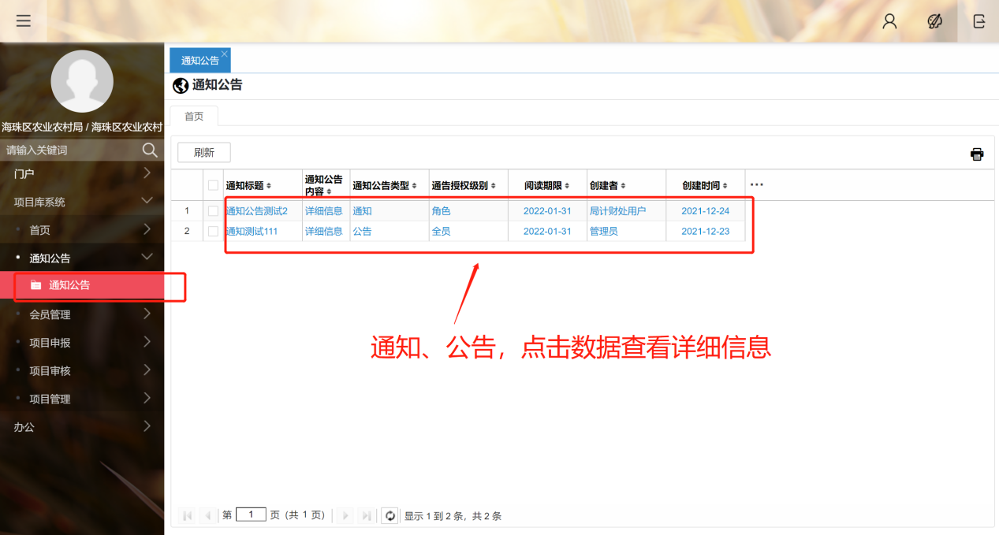 通知公告
通知公告
首页
海珠区农业农村局 / 海珠区农业农村
请输入关键词
门户
项目库系统
首页
通知公告
通知公告
会员管理
项目申报
项目审核
项目管理
办公
刷新
通知标题 通知公告内容 通知公告类型 通告授权级别 阅读期限 创建者 创建时间
1 通知公告测试2 详细信息 通知 角色 2022-01-31 局计财处用户 2021-12-24
2 通知测试111 详细信息 公告 全员 2022-01-31 管理员 2021-12-23
通知、公告，点击数据查看详细信息
第 1 页 (共 1 页) 显示 1 到 2 条，共 2 条